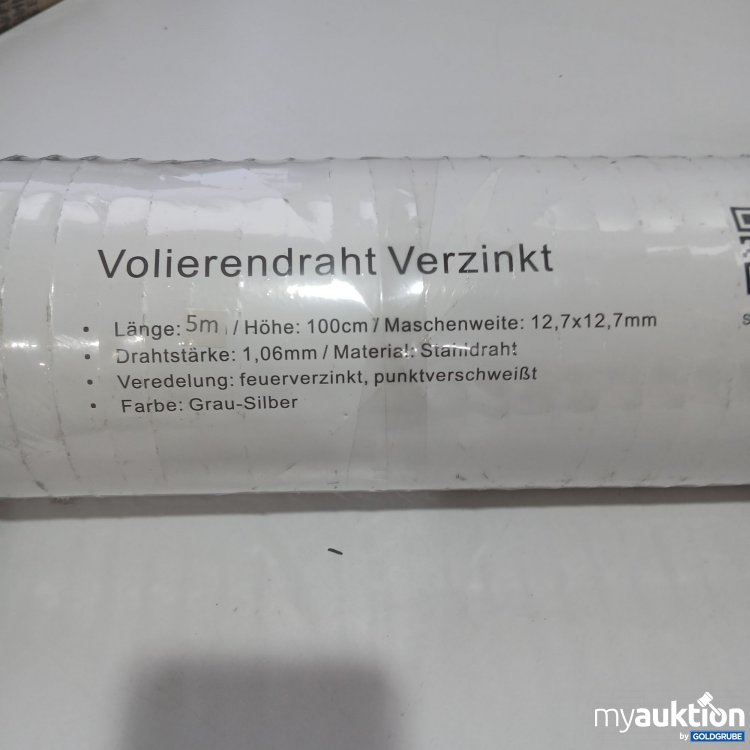 Volierendraht Verzinkt
• Länge: 5m / Höhe: 100cm / Maschenweite: 12,7x12,7mm
• Drahtstärke: 1,06mm / Material: Stahldraht
• Veredelung: feuerverzinkt, punktverschweißt
• Farbe: Grau-Silber
myauktion
by GOLDGRUBE